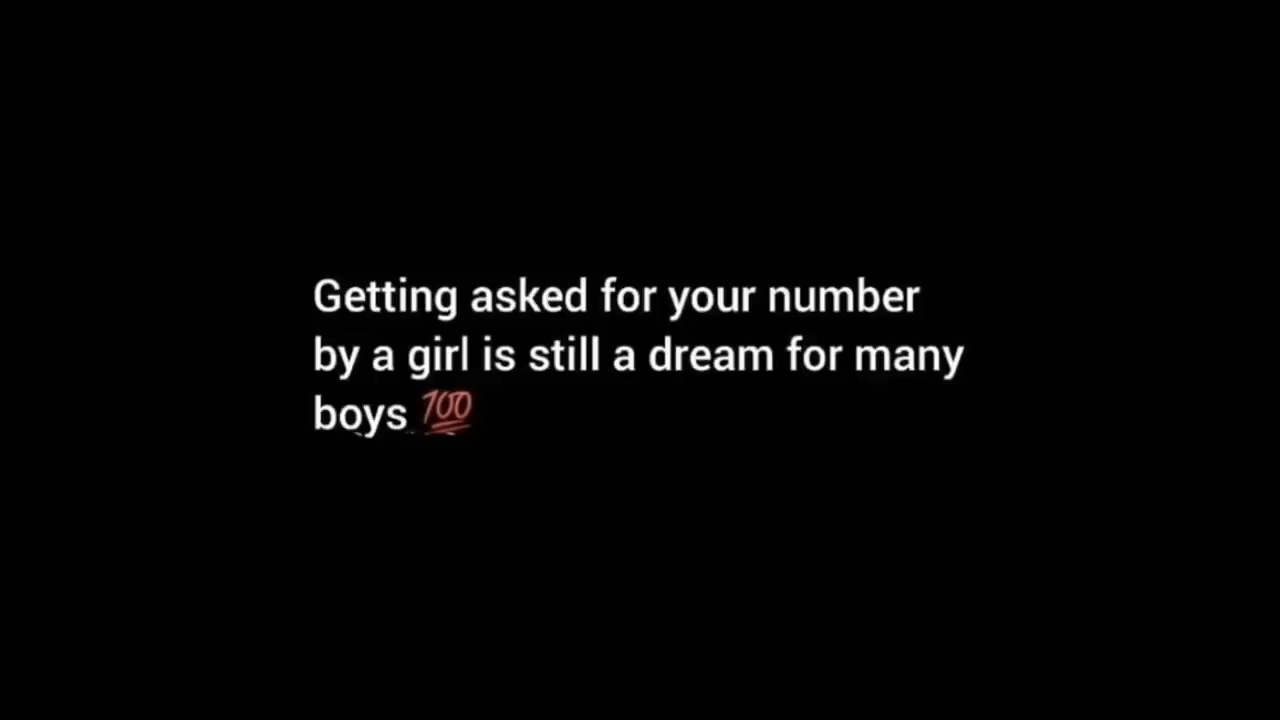 Getting asked for your number
by a girl is still a dream for many
boys 💯